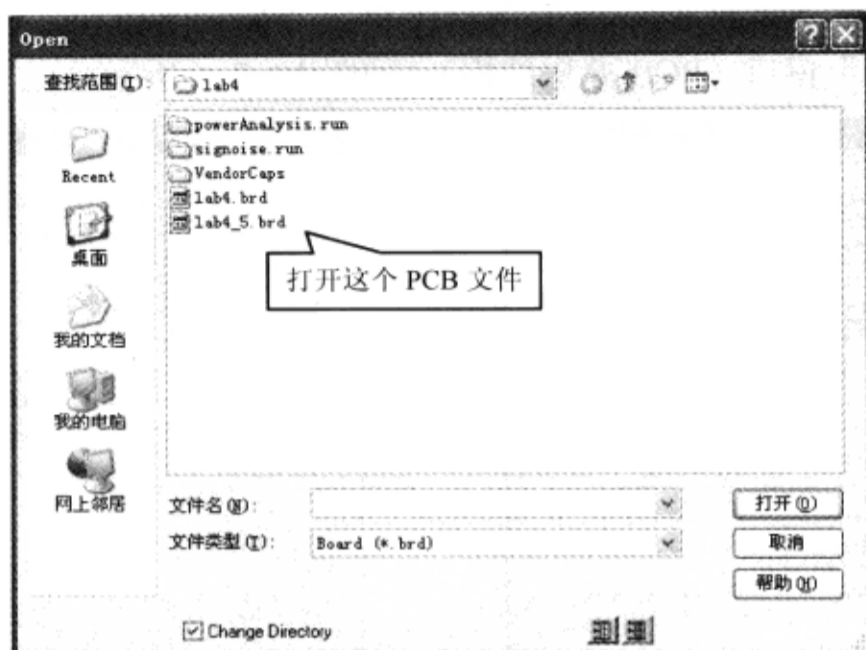 Open
查找范围(I):
lab4
powerAnalysis.run
signoise.run
VendorCaps
lab4.brd
lab4_5.brd
打开这个 PCB 文件
Recent
桌面
我的文档
我的电脑
网上邻居
文件名(N):
打开(O)
文件类型(T):
Board (*.brd)
取消
帮助(H)
Change Directory